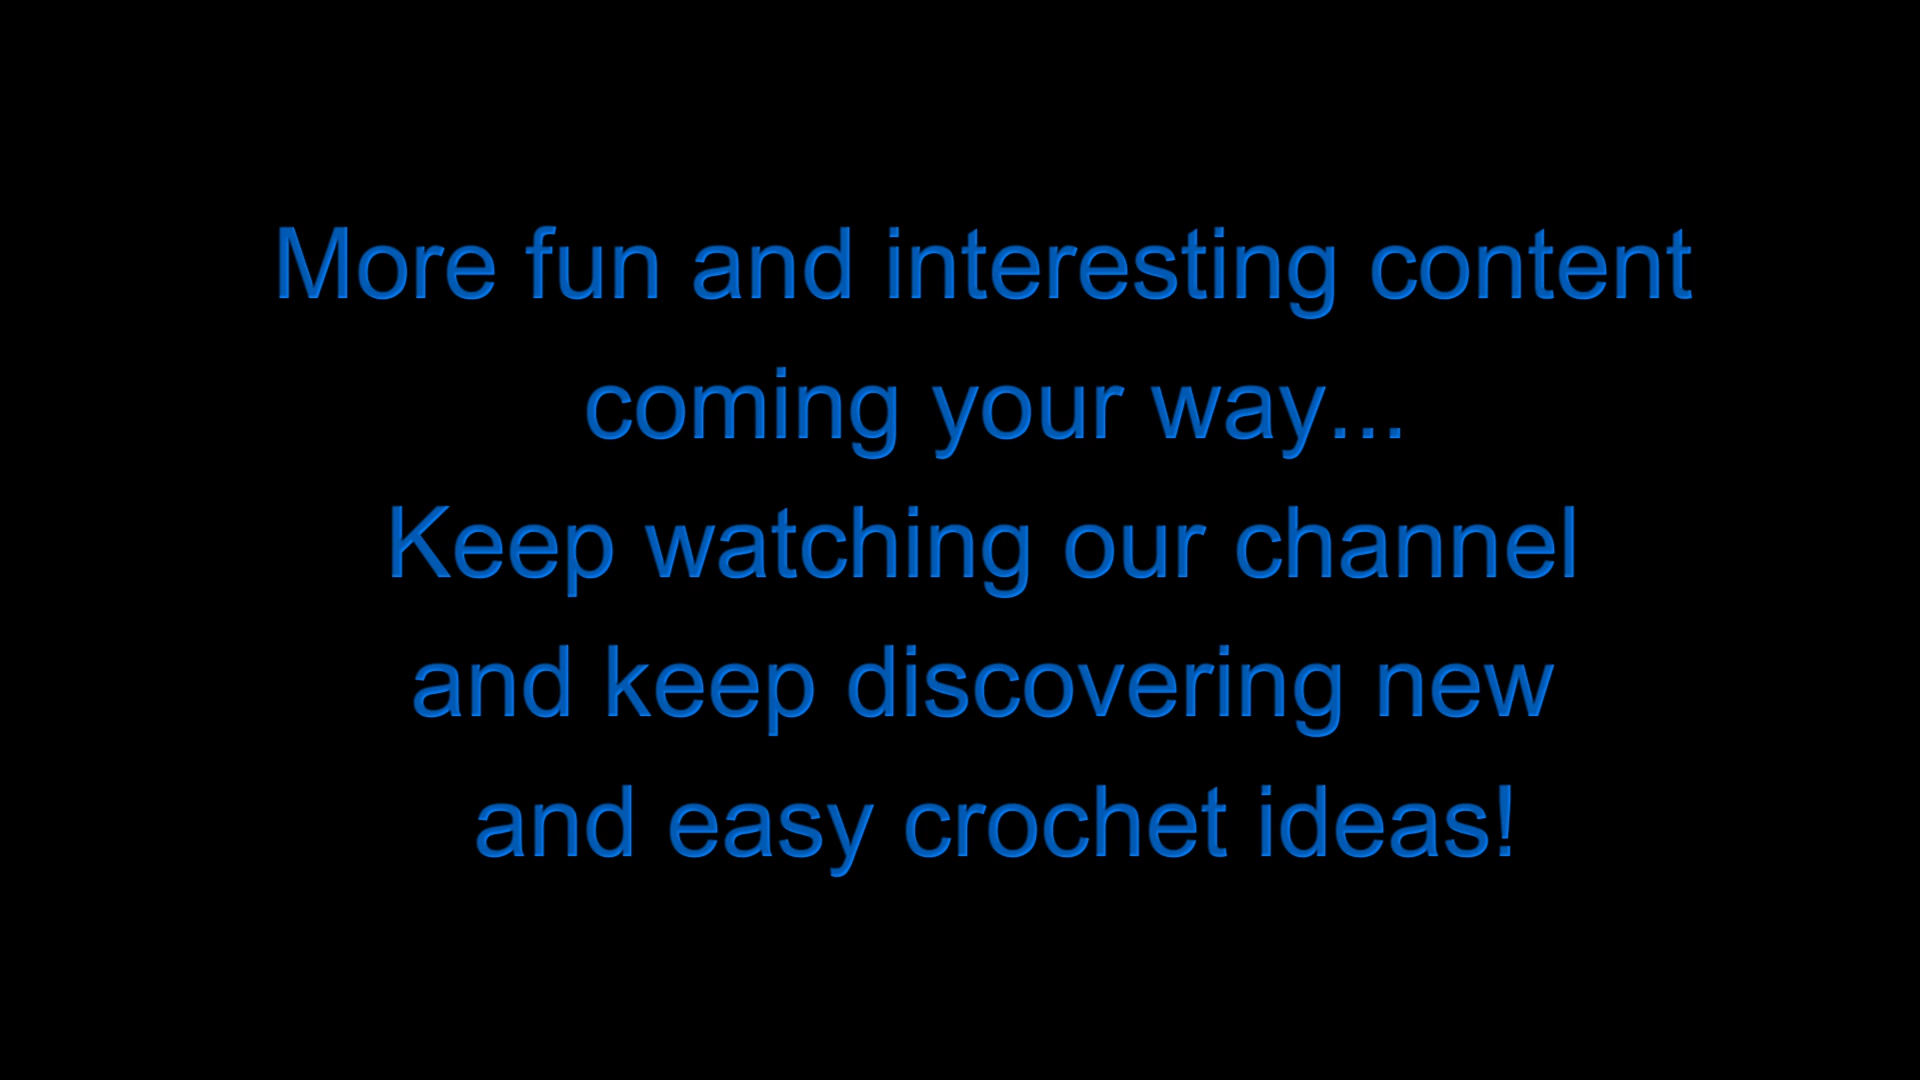 More fun and interesting content
coming your way...
Keep watching our channel
and keep discovering new
and easy crochet ideas!